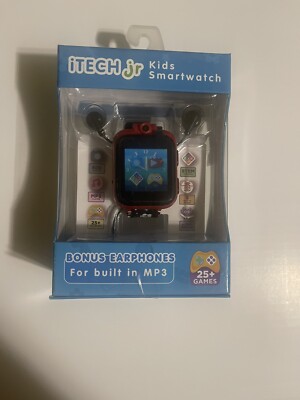 iTECH jr Kids
Smartwatch
BONUS EARPHONES
For built in MP3
25+
GAMES